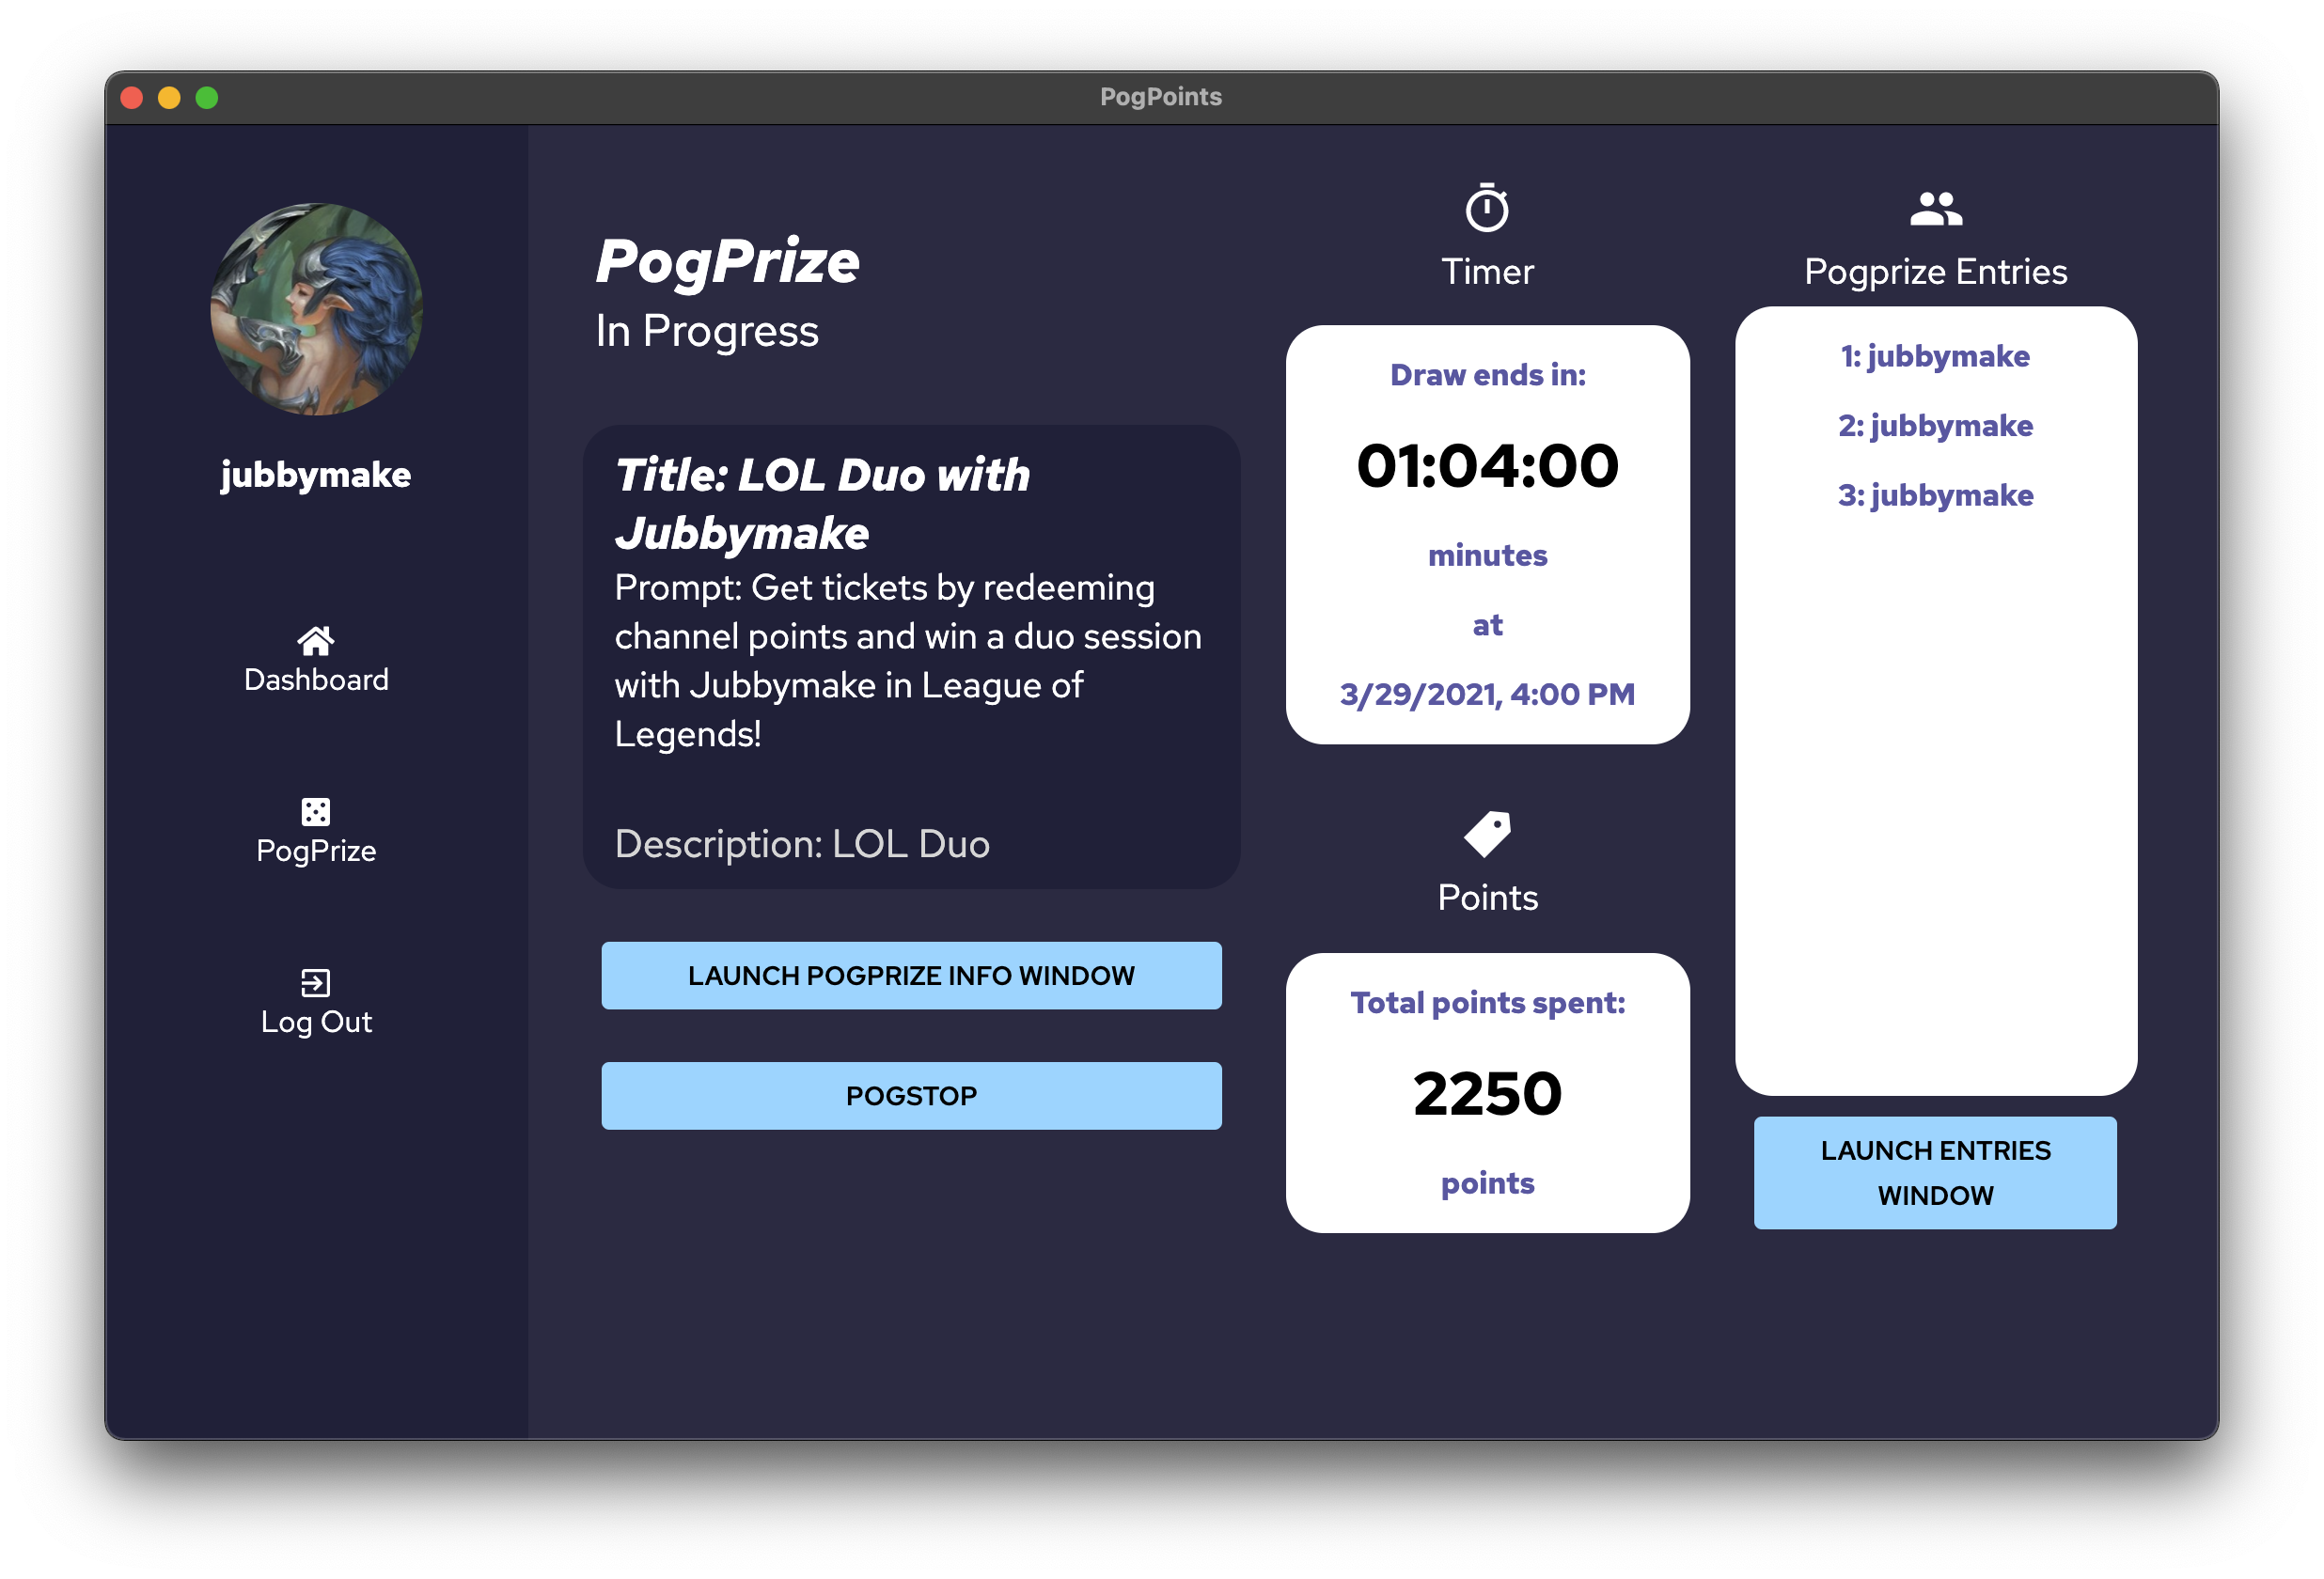 PogPoints
jubbymake
Dashboard
PogPrize
Log Out
PogPrize
In Progress
Title: LOL Duo with
Jubbymake
Prompt: Get tickets by redeeming
channel points and win a duo session
with Jubbymake in League of
Legends!
Description: LOL Duo
LAUNCH POGPRIZE INFO WINDOW
POGSTOP
Timer
Draw ends in:
01:04:00
minutes
at
3/29/2021, 4:00 PM
Points
Total points spent:
2250
points
Pogprize Entries
1: jubbymake
2: jubbymake
3: jubbymake
LAUNCH ENTRIES
WINDOW